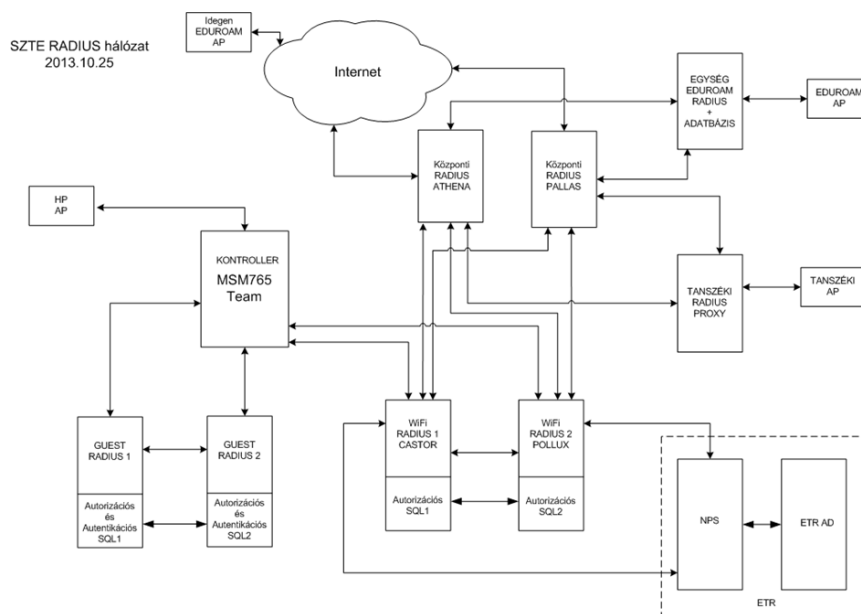 SZTE RADIUS hálózat
2013.10.25
Idegen
EDUROAM
AP
Internet
EGYSÉG
EDUROAM
RADIUS
+
ADATBÁZIS
EDUROAM
AP
Központi
RADIUS
ATHENA
Központi
RADIUS
PALLAS
HP
AP
KONTROLLER
MSM765
Team
TANSZÉKI
RADIUS
PROXY
TANSZÉKI
AP
GUEST
RADIUS 1
GUEST
RADIUS 2
WiFi
RADIUS 1
CASTOR
WiFi
RADIUS 2
POLLUX
Autorizációs
és
Autentikációs
SQL1
Autorizációs
és
Autentikációs
SQL2
Autorizációs
SQL1
Autorizációs
SQL2
NPS
ETR AD
ETR